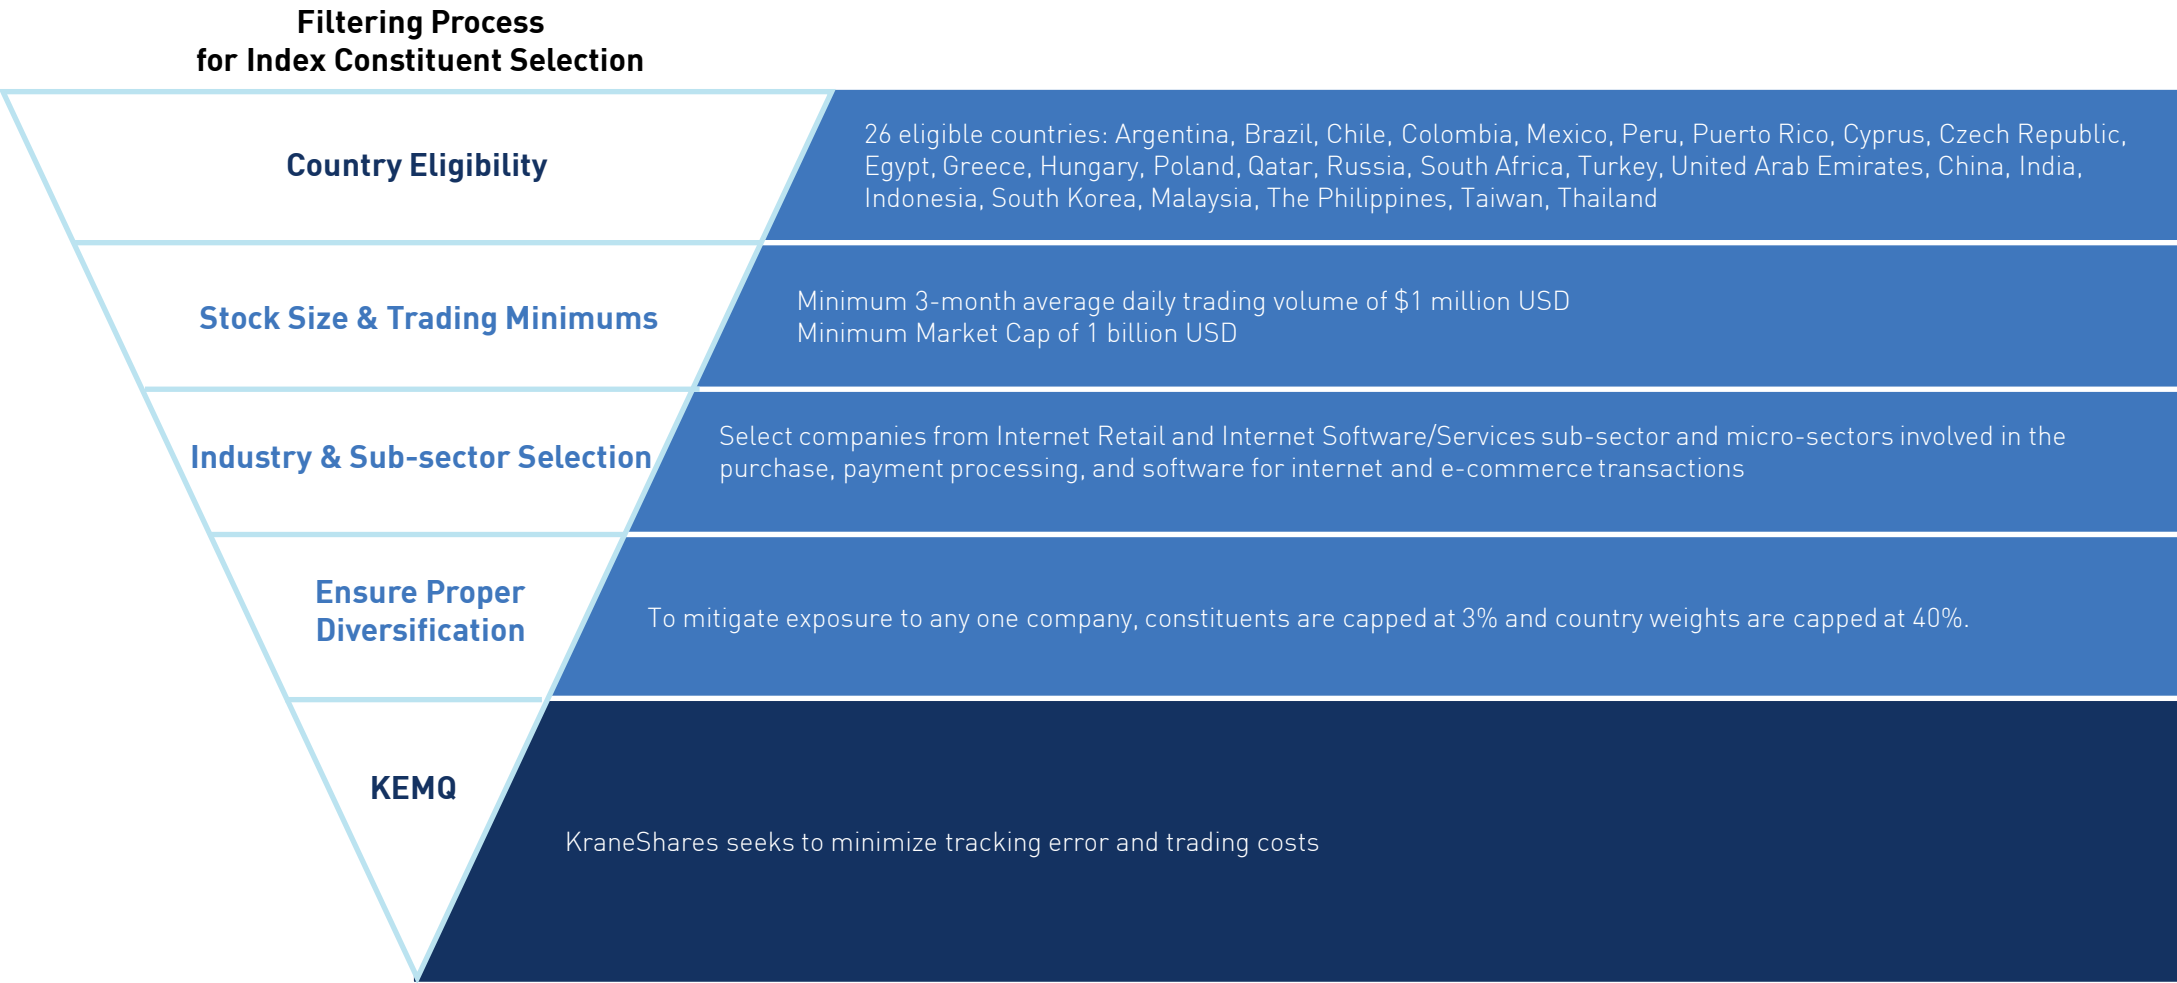 Filtering Process
for Index Constituent Selection
Country Eligibility
26 eligible countries: Argentina, Brazil, Chile, Colombia, Mexico, Peru, Puerto Rico, Cyprus, Czech Republic,
Egypt, Greece, Hungary, Poland, Qatar, Russia, South Africa, Turkey, United Arab Emirates, China, India,
Indonesia, South Korea, Malaysia, The Philippines, Taiwan, Thailand
Stock Size & Trading Minimums
Minimum 3-month average daily trading volume of $1 million USD
Minimum Market Cap of 1 billion USD
Industry & Sub-sector Selection
Select companies from Internet Retail and Internet Software/Services sub-sector and micro-sectors involved in the
purchase, payment processing, and software for internet and e-commerce transactions
Ensure Proper
Diversification
To mitigate exposure to any one company, constituents are capped at 3% and country weights are capped at 40%.
KEMQ
KraneShares seeks to minimize tracking error and trading costs